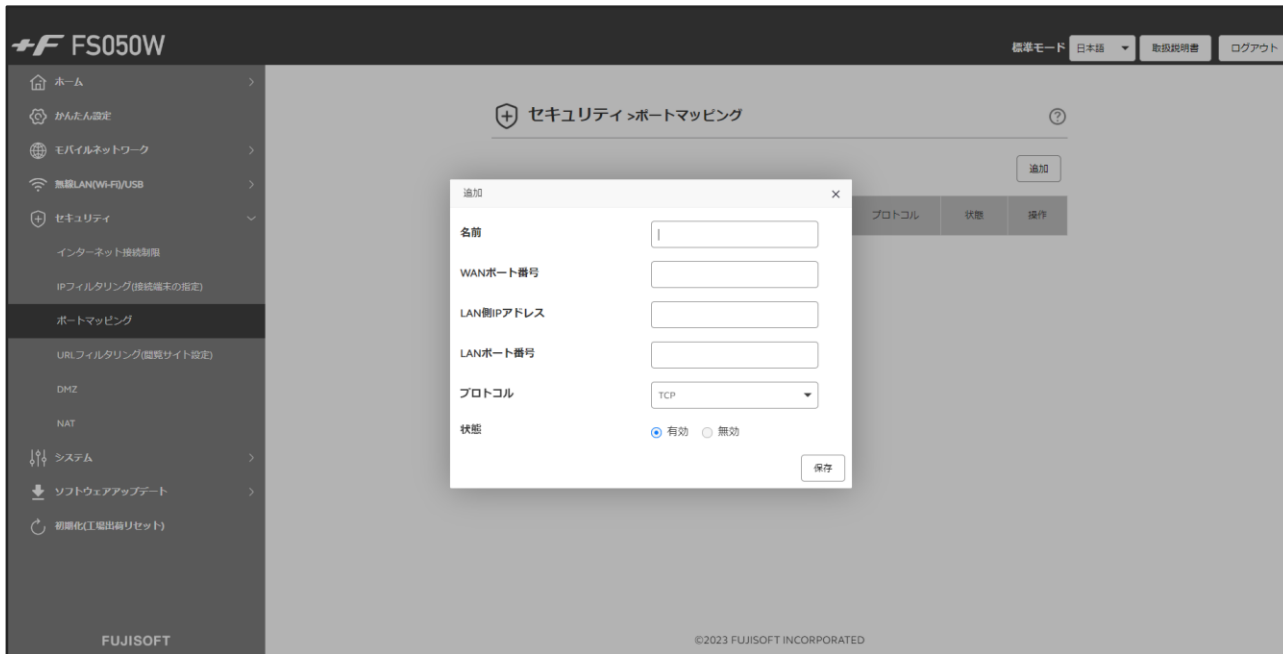 +F FS050W
標準モード 日本語 取扱説明書 ログアウト
ホーム
かんたん設定
モバイルネットワーク
無線LAN(Wi-Fi)/USB
セキュリティ
インターネット接続制限
IPフィルタリング(接続端末の指定)
ポートマッピング
URLフィルタリング(閲覧サイト設定)
DMZ
NAT
システム
ソフトウェアアップデート
初期化(工場出荷リセット)
FUJISOFT
セキュリティ >ポートマッピング
追加
プロトコル 状態 操作
追加
名前
WANポート番号
LAN側IPアドレス
LANポート番号
プロトコル TCP
状態 有効 無効
保存
©2023 FUJISOFT INCORPORATED